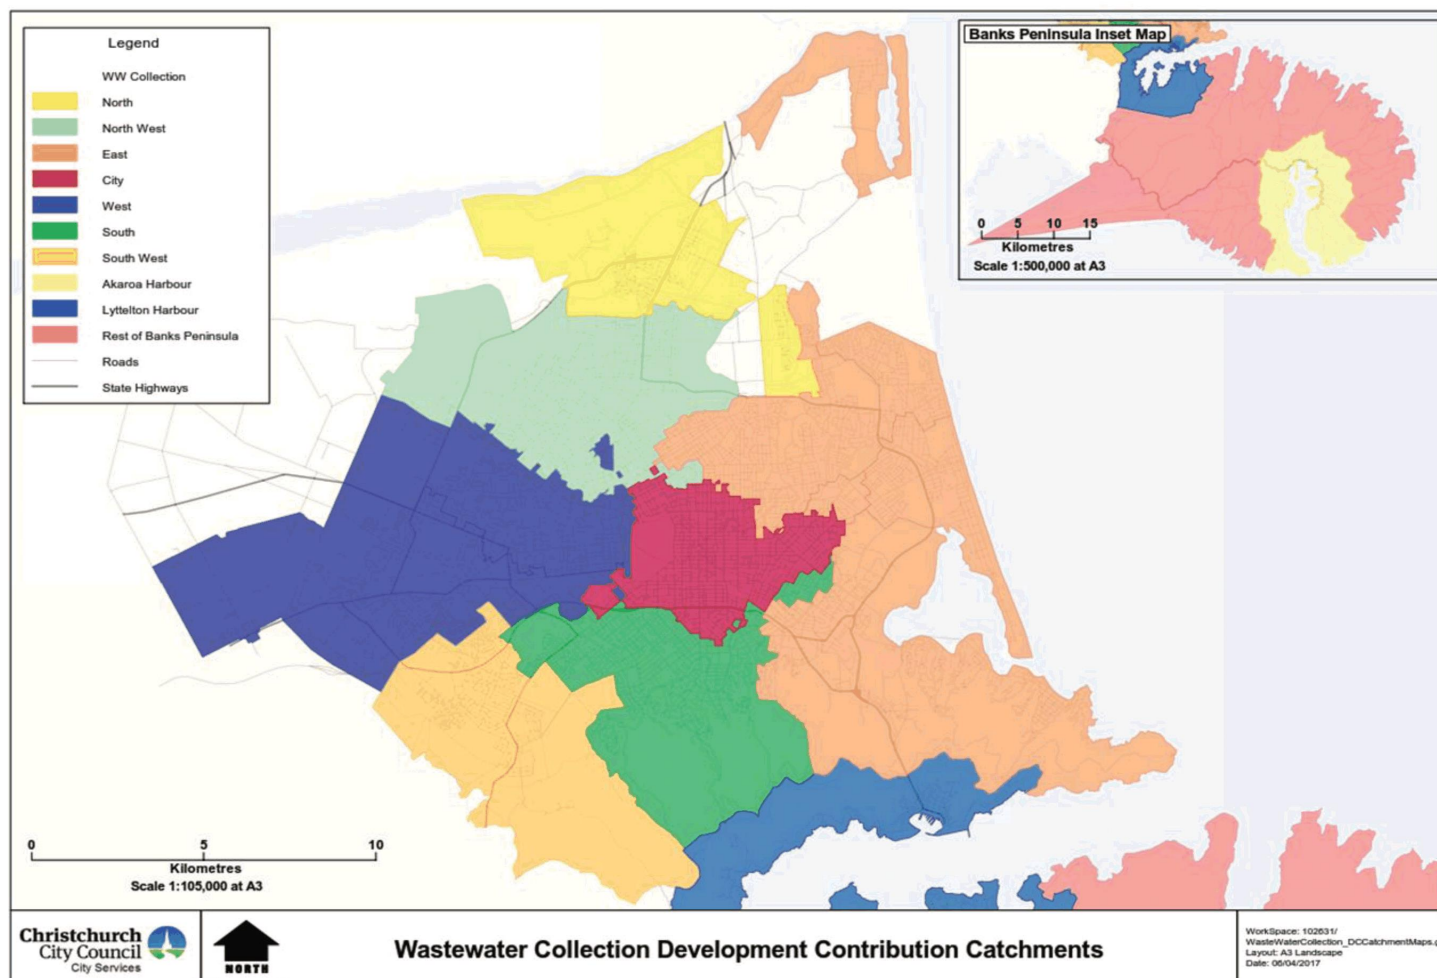 Legend
WW Collection
North
North West
East
City
West
South
South West
Akaroa Harbour
Lyttelton Harbour
Rest of Banks Peninsula
Roads
State Highways
Banks Peninsula Inset Map
0 5 10 15
Kilometres
Scale 1:500,000 at A3
0 5 10
Kilometres
Scale 1:105,000 at A3
Christchurch
City Council
City Services
NORTH
Wastewater Collection Development Contribution Catchments
WorkSpace: 102631/
WasteWaterCollection_DCCatchmentMaps.g
Layout: A3 Landscape
Date: 06/04/2017